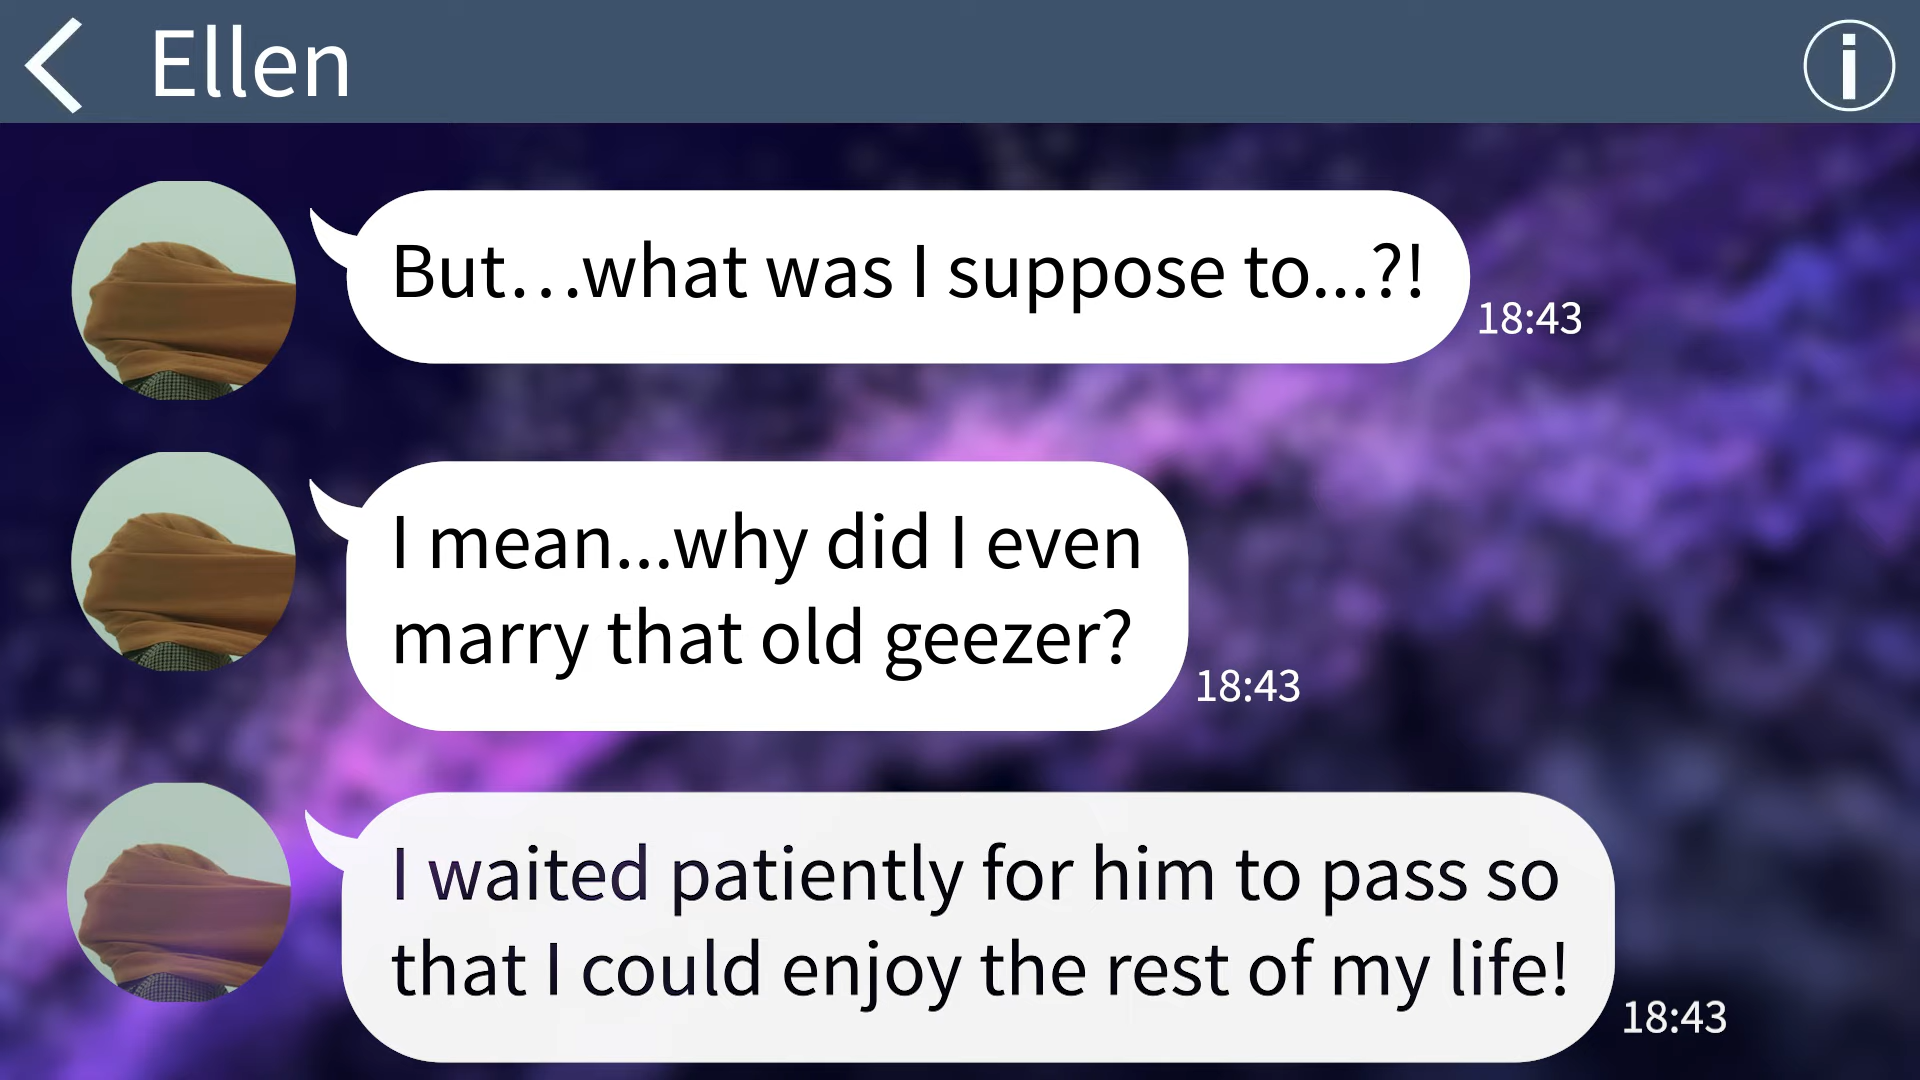 Ellen
But…what was I suppose to...?!
18:43
I mean...why did I even
marry that old geezer?
18:43
I waited patiently for him to pass so
that I could enjoy the rest of my life!
18:43